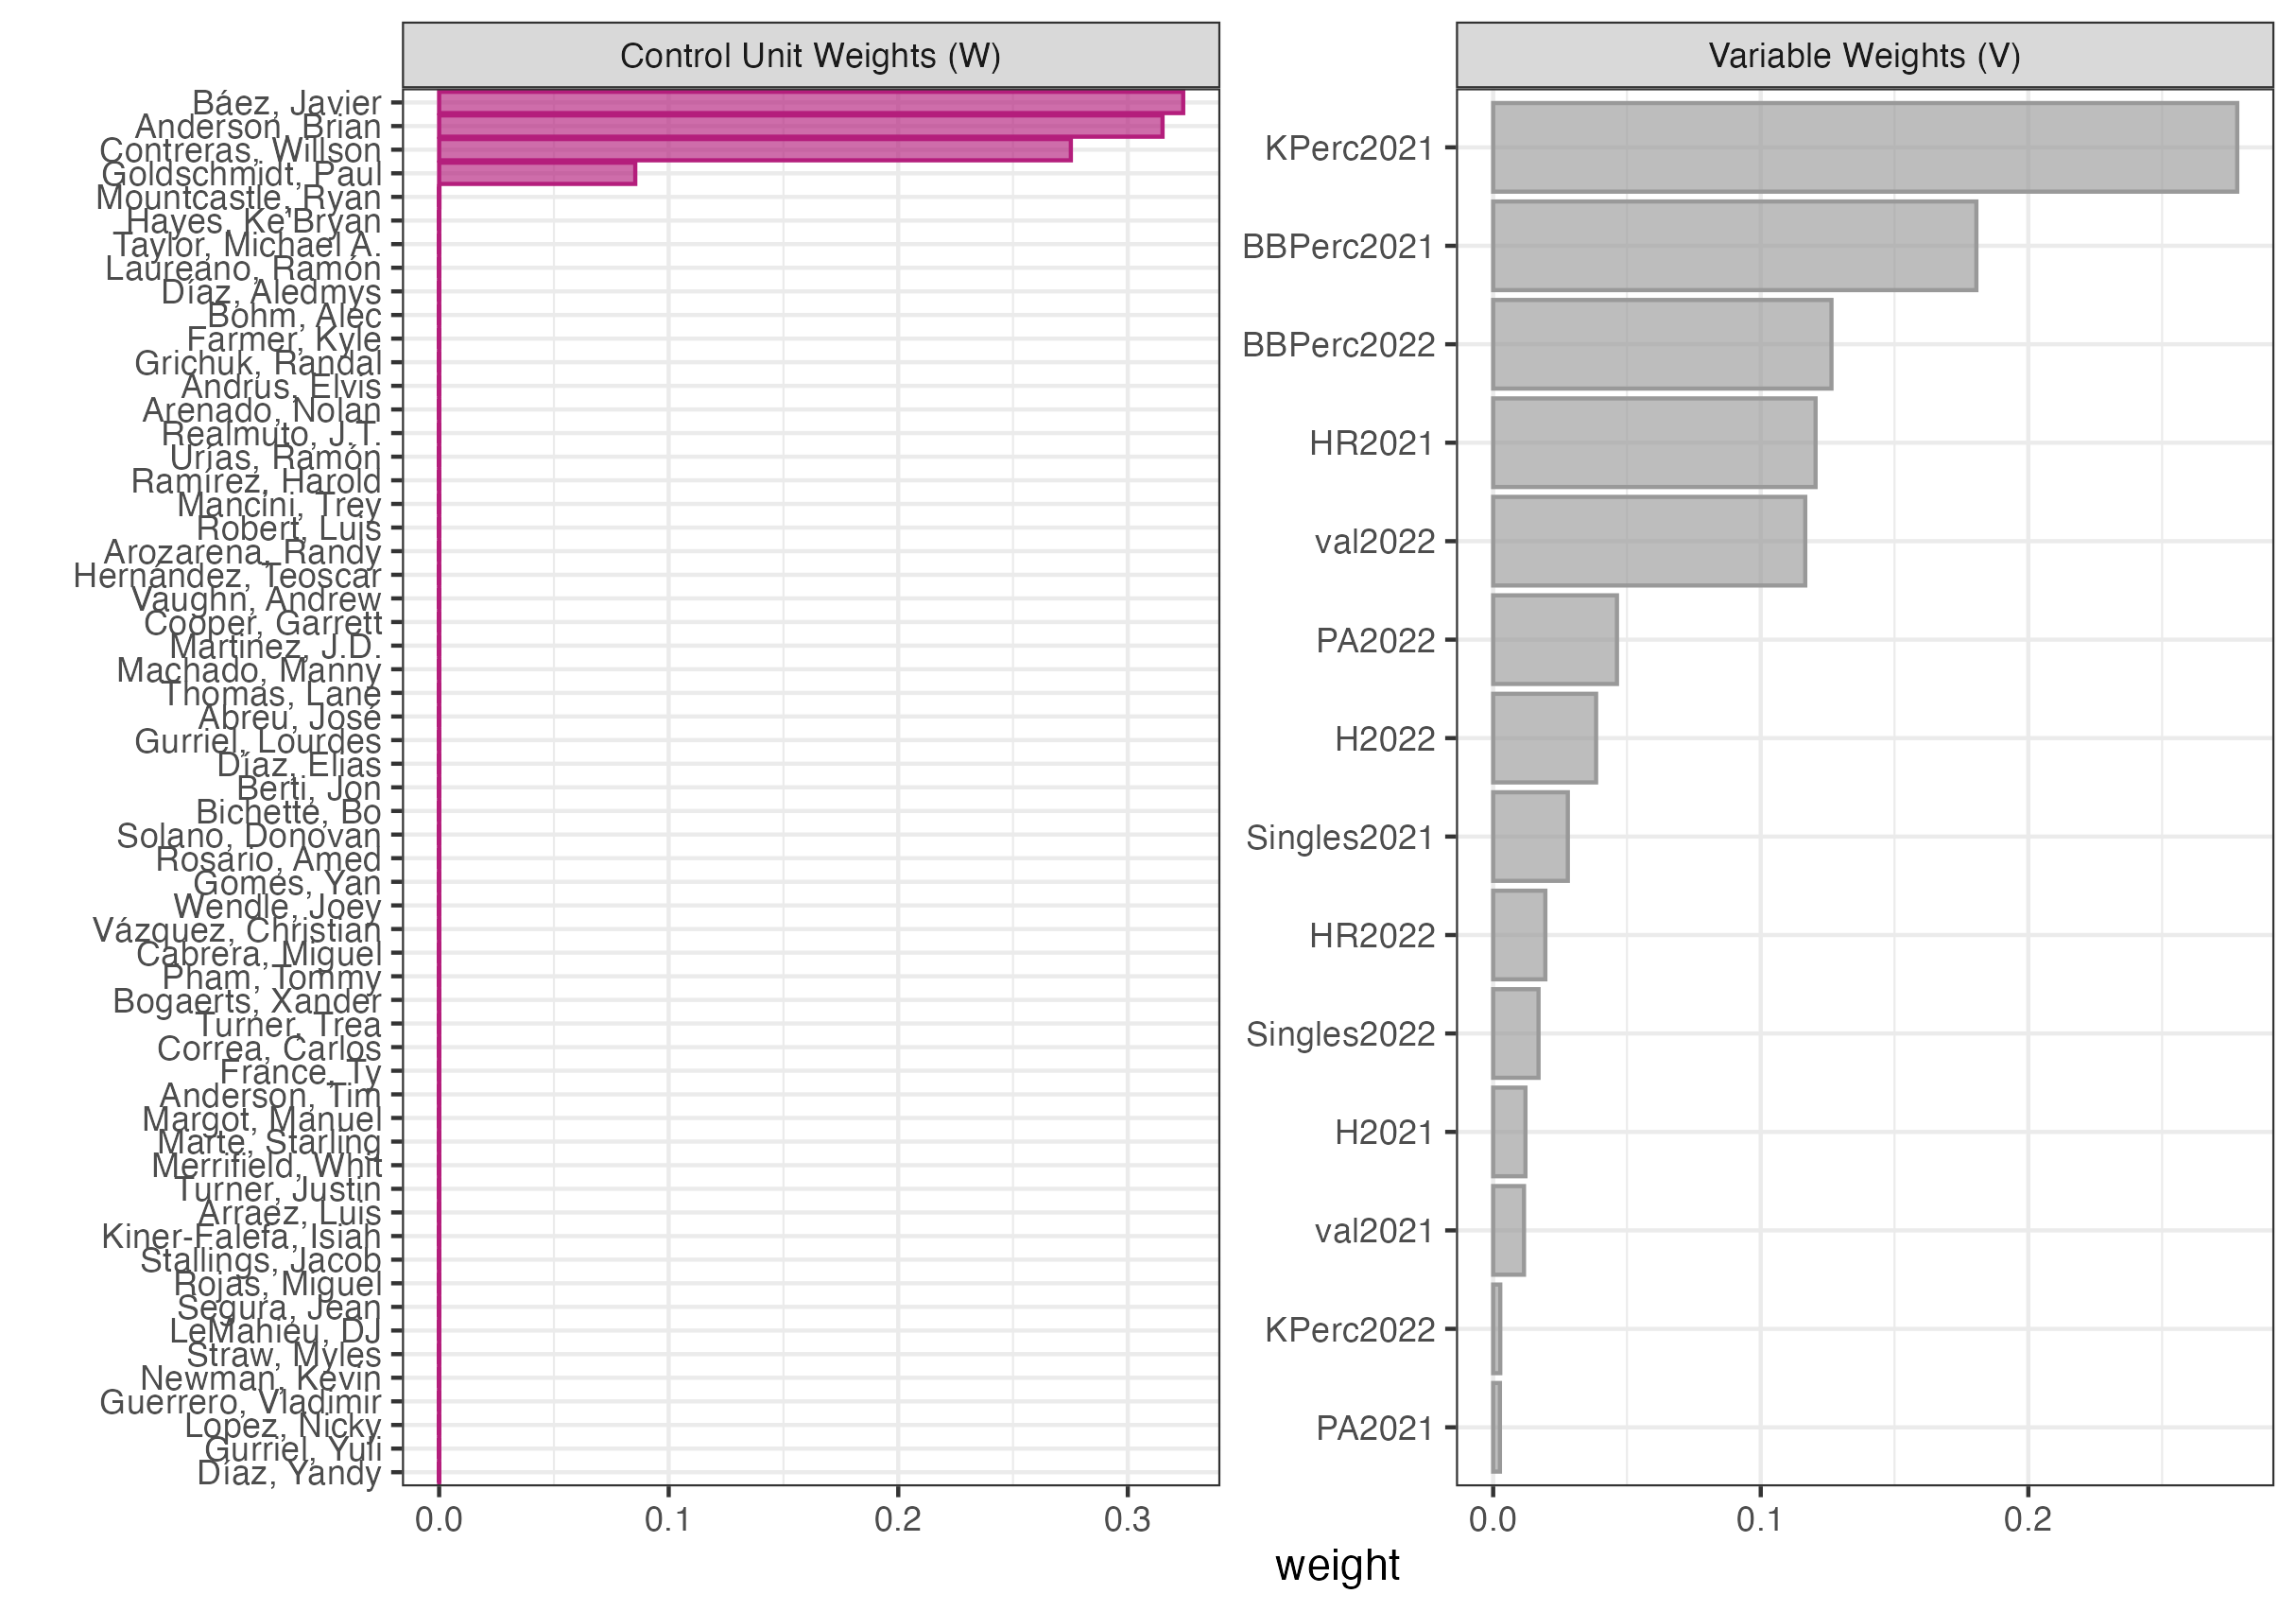 Control Unit Weights (W)
Báez, Javier
Anderson, Brian
Contreras, Willson
Goldschmidt, Paul
Mountcastle, Ryan
Hayes, Ke'Bryan
Taylor, Michael A.
Laureano, Ramón
Díaz, Aledmys
Bohm, Alec
Farmer, Kyle
Grichuk, Randal
Andrus, Elvis
Arenado, Nolan
Realmuto, J.T.
Urías, Ramón
Ramírez, Harold
Mancini, Trey
Robert, Luis
Arozarena, Randy
Hernández, Teoscar
Vaughn, Andrew
Cooper, Garrett
Martinez, J.D.
Machado, Manny
Thomas, Lane
Abreu, José
Gurriel, Lourdes
Díaz, Elias
Berti, Jon
Bichette, Bo
Solano, Donovan
Rosario, Amed
Gomes, Yan
Wendle, Joey
Vázquez, Christian
Cabrera, Miguel
Pham, Tommy
Bogaerts, Xander
Turner, Trea
Correa, Carlos
France, Ty
Anderson, Tim
Margot, Manuel
Marte, Starling
Merrifield, Whit
Turner, Justin
Arraez, Luis
Kiner-Falefa, Isiah
Stallings, Jacob
Rojas, Miguel
Segura, Jean
LeMahieu, DJ
Straw, Myles
Newman, Kevin
Guerrero, Vladimir
Lopez, Nicky
Gurriel, Yuli
Díaz, Yandy
0.0 0.1 0.2 0.3
Variable Weights (V)
KPerc2021
BBPerc2021
BBPerc2022
HR2021
val2022
PA2022
H2022
Singles2021
HR2022
Singles2022
H2021
val2021
KPerc2022
PA2021
0.0 0.1 0.2
weight